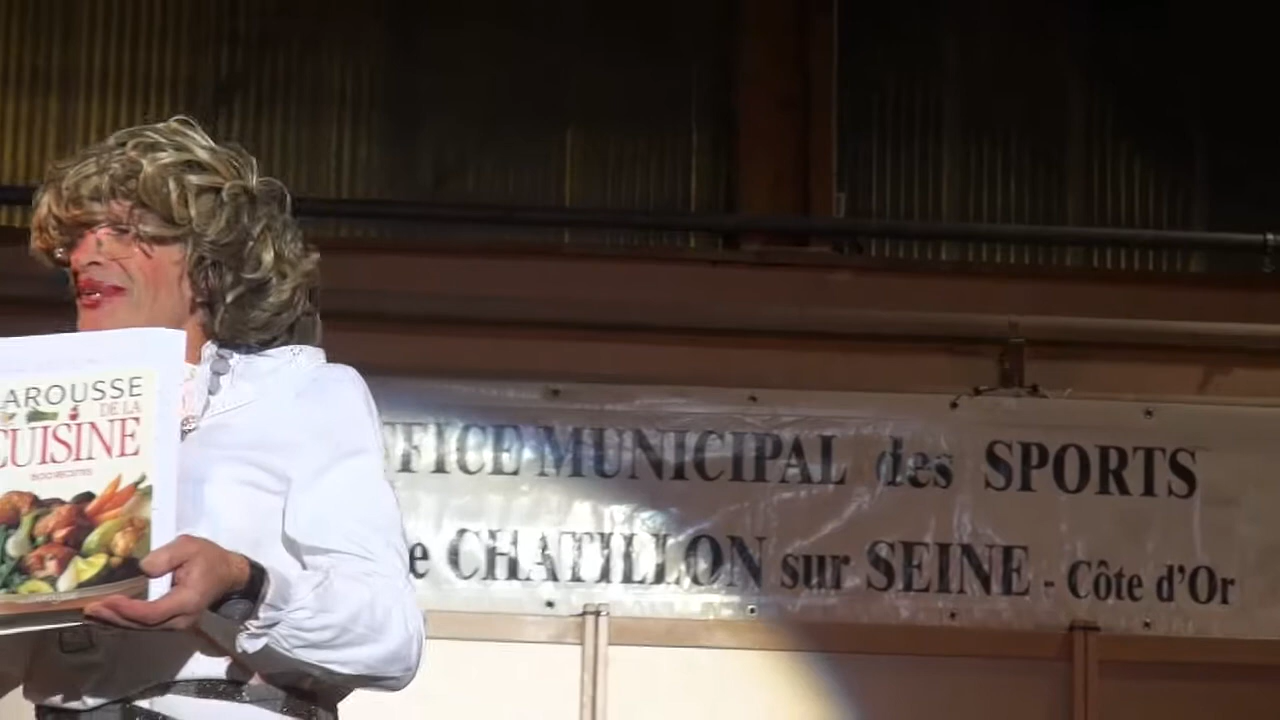 AROUSSE
DE LA
CUISINE
FICE MUNICIPAL des SPORTS
e CHATILLON sur SEINE - Côte d'Or